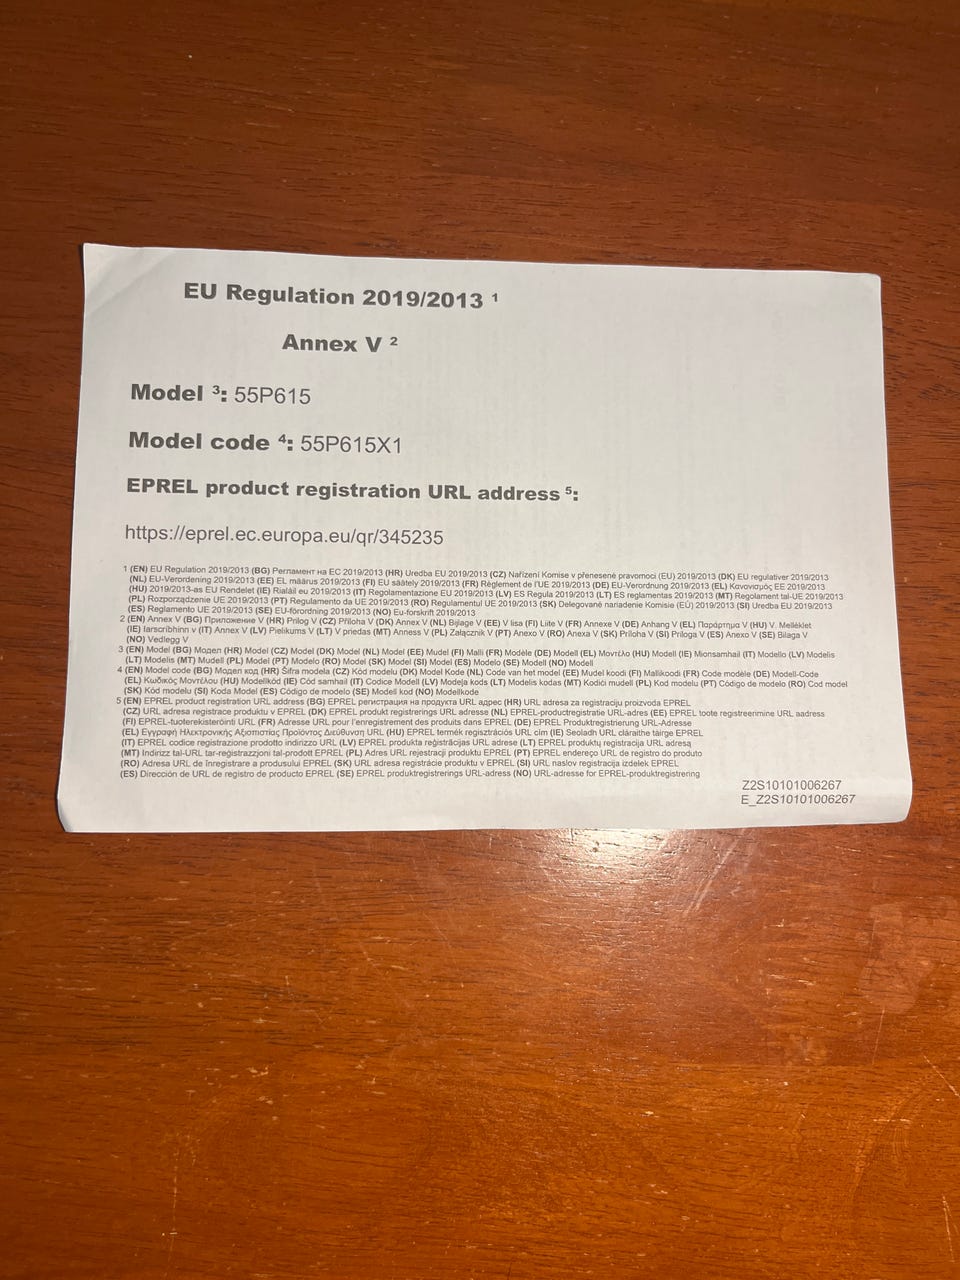 EU Regulation 2019/2013 ¹
Annex V ²
Model ³: 55P615
Model code ⁴: 55P615X1
EPREL product registration URL address ⁵:
https://eprel.ec.europa.eu/qr/345235
1 (EN) EU Regulation 2019/2013 (BG) Регламент на ЕС 2019/2013 (HR) Uredba EU 2019/2013 (CZ) Nařízení Komise v přenesené pravomoci (EU) 2019/2013 (DK) EU regulativer 2019/2013
(NL) EU-Verordening 2019/2013 (EE) EL määrus 2019/2013 (FI) EU säätely 2019/2013 (FR) Règlement de l'UE 2019/2013 (DE) EU-Verordnung 2019/2013 (EL) Κανονισμός ΕΕ 2019/2013
(HU) 2019/2013-as EU Rendelet (IE) Rialáil eu 2019/2013 (IT) Regolamentazione EU 2019/2013 (LV) ES Regula 2019/2013 (LT) ES reglamentas 2019/2013 (MT) Regolament tal-UE 2019/2013
(PL) Rozporządzenie UE 2019/2013 (PT) Regulamento da UE 2019/2013 (RO) Regulamentul UE 2019/2013 (SK) Delegované nariadenie Komisie (EÚ) 2019/2013 (SI) Uredba EU 2019/2013
(ES) Reglamento UE 2019/2013 (SE) EU-förordning 2019/2013 (NO) Eu-forskrift 2019/2013
2 (EN) Annex V (BG) Приложение V (HR) Prilog V (CZ) Příloha V (DK) Annex V (NL) Bijlage V (EE) V lisa (FI) Liite V (FR) Annexe V (DE) Anhang V (EL) Παράρτημα V (HU) V. Melléklet
(IE) Iarscríbhinn v (IT) Annex V (LV) Pielikums V (LT) V priedas (MT) Anness V (PL) Załącznik V (PT) Anexo V (RO) Anexa V (SK) Príloha V (SI) Priloga V (ES) Anexo V (SE) Bilaga V
(NO) Vedlegg V
3 (EN) Model (BG) Модел (HR) Model (CZ) Model (DK) Model (NL) Model (EE) Mudel (FI) Malli (FR) Modèle (DE) Modell (EL) Μοντέλο (HU) Modell (IE) Mionsamhail (IT) Modello (LV) Modelis
(LT) Modelis (MT) Mudell (PL) Model (PT) Modelo (RO) Model (SK) Model (SI) Model (ES) Modelo (SE) Modell (NO) Modell
4 (EN) Model code (BG) Модел код (HR) Šifra modela (CZ) Kód modelu (DK) Model Kode (NL) Code van het model (EE) Mudel koodi (FI) Mallikoodi (FR) Code modèle (DE) Modell-Code
(EL) Κωδικός Μοντέλου (HU) Modellkód (IE) Cód samhail (IT) Codice Modell (LV) Modeļa kods (LT) Modelis kodas (MT) Kodiċi mudell (PL) Kod modelu (PT) Código de modelo (RO) Cod model
(SK) Kód modelu (SI) Koda Model (ES) Código de modelo (SE) Modell kod (NO) Modellkode
5 (EN) EPREL product registration URL address (BG) EPREL регистрация на продукта URL адрес (HR) URL adresa za registraciju proizvoda EPREL
(CZ) URL adresa registrace produktu v EPREL (DK) EPREL produkt registrerings URL adresse (NL) EPREL-productregistratie URL-adres (EE) EPREL toote registreerimine URL aadress
(FI) EPREL-tuoterekisteröinti URL (FR) Adresse URL pour l'enregistrement des produits dans EPREL (DE) EPREL Produktregistrierung URL-Adresse
(EL) Εγγραφή Ηλεκτρονικής Αξιοπιστίας Προϊόντος Διεύθυνση URL (HU) EPREL termék regisztrációs URL cím (IE) Seoladh URL cláraithe táirge EPREL
(IT) EPREL codice registrazione prodotto indirizzo URL (LV) EPREL produkta reģistrācijas URL adrese (LT) EPREL produktų registracija URL adresą
(MT) Indirizz tal-URL tar-reġistrazzjoni tal-prodott EPREL (PL) Adres URL rejestracji produktu EPREL (PT) EPREL endereço URL de registro do produto
(RO) Adresa URL de înregistrare a produsului EPREL (SK) URL adresa registrácie produktu v EPREL (SI) URL naslov registracija izdelek EPREL
(ES) Dirección de URL de registro de producto EPREL (SE) EPREL produktregistrerings URL-adress (NO) URL-adresse for EPREL-produktregistrering
Z2S10101006267
E_Z2S10101006267